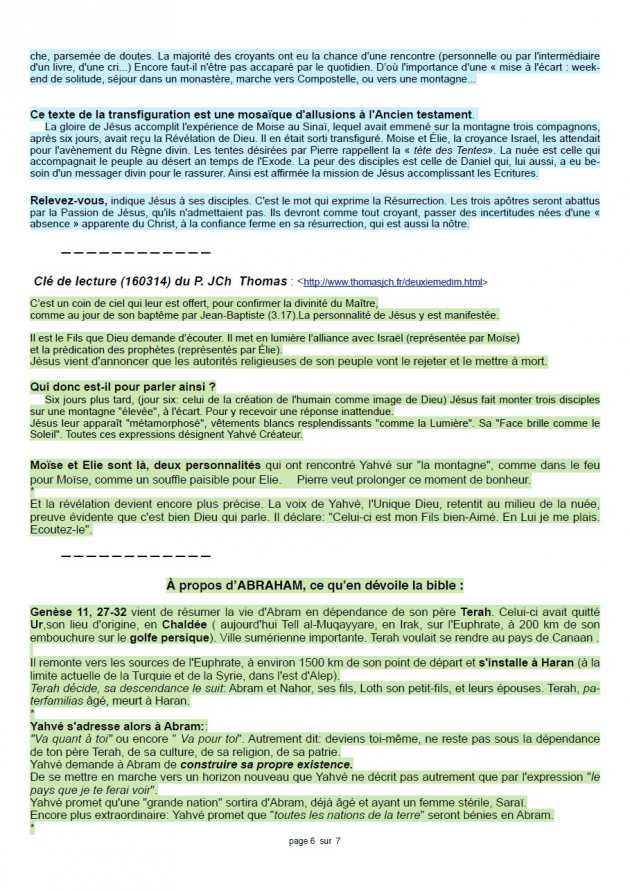 che, parsemée de doutes. La majorité des croyants ont eu la chance d'une rencontre (personnelle ou par l'intermédiaire
d'un livre, d'une cri...) Encore faut-il n'être pas accaparé par le quotidien. D'où l'importance d'une « mise à l'écart : week-
end de solitude, séjour dans un monastère, marche vers Compostelle, ou vers une montagne...
Ce texte de la transfiguration est une mosaïque d'allusions à l'Ancien testament.
La gloire de Jésus accomplit l'expérience de Moise au Sinaï, lequel avait emmené sur la montagne trois compagnons,
après six jours, avait reçu la Révélation de Dieu. Il en était sorti transfiguré. Moise et Élie, la croyance Israel, les attendait
pour l'avènement du Règne divin. Les tentes désirées par Pierre rappellent la « tête des Tentes». La nuée est celle qui
accompagnait le peuple au désert an temps de l'Exode. La peur des disciples est celle de Daniel qui, lui aussi, a eu be-
soin d'un messager divin pour le rassurer. Ainsi est affirmée la mission de Jésus accomplissant les Ecritures.
Relevez-vous, indique Jésus à ses disciples. C'est le mot qui exprime la Résurrection. Les trois apôtres seront abattus
par la Passion de Jésus, qu'ils n'admettaient pas. Ils devront comme tout croyant, passer des incertitudes nées d'une «
absence » apparente du Christ, à la confiance ferme en sa résurrection, qui est aussi la nôtre.
— — — — — — — — — — — —
Clé de lecture (160314) du P. JCh Thomas : <http://www.thomasjch.fr/deuxiemedim.html>
C'est un coin de ciel qui leur est offert, pour confirmer la divinité du Maître,
comme au jour de son baptême par Jean-Baptiste (3.17).La personnalité de Jésus y est manifestée.
Il est le Fils que Dieu demande d'écouter. Il met en lumière l'alliance avec Israël (représentée par Moïse)
et la prédication des prophètes (représentés par Élie).
Jésus vient d'annoncer que les autorités religieuses de son peuple vont le rejeter et le mettre à mort.
Qui donc est-il pour parler ainsi ?
Six jours plus tard, (jour six: celui de la création de l'humain comme image de Dieu) Jésus fait monter trois disciples
sur une montagne "élevée", à l'écart. Pour y recevoir une réponse inattendue.
Jésus leur apparaît "métamorphosé", vêtements blancs resplendissants "comme la Lumière". Sa "Face brille comme le
Soleil". Toutes ces expressions désignent Yahvé Créateur.
Moïse et Elie sont là, deux personnalités qui ont rencontré Yahvé sur "la montagne", comme dans le feu
pour Moïse, comme un souffle paisible pour Elie. Pierre veut prolonger ce moment de bonheur.
*
Et la révélation devient encore plus précise. La voix de Yahvé, l'Unique Dieu, retentit au milieu de la nuée,
preuve évidente que c'est bien Dieu qui parle. Il déclare: "Celui-ci est mon Fils bien-Aimé. En Lui je me plais.
Ecoutez-le".
— — — — — — — — — — — —
À propos d'ABRAHAM, ce qu'en dévoile la bible :
Genèse 11, 27-32 vient de résumer la vie d'Abram en dépendance de son père Terah. Celui-ci avait quitté
Ur,son lieu d'origine, en Chaldée ( aujourd'hui Tell al-Muqayyare, en Irak, sur l'Euphrate, à 200 km de son
embouchure sur le golfe persique). Ville sumérienne importante. Terah voulait se rendre au pays de Canaan .
Il remonte vers les sources de l'Euphrate, à environ 1500 km de son point de départ et s'installe à Haran (à la
limite actuelle de la Turquie et de la Syrie, dans l'est d'Alep).
Terah décide, sa descendance le suit: Abram et Nahor, ses fils, Loth son petit-fils, et leurs épouses. Terah, pa-
terfamilias âgé, meurt à Haran.
*
Yahvé s'adresse alors à Abram::
"Va quant à toi" ou encore " Va pour toi". Autrement dit: deviens toi-même, ne reste pas sous la dépendance
de ton père Terah, de sa culture, de sa religion, de sa patrie.
Yahvé demande à Abram de construire sa propre existence.
De se mettre en marche vers un horizon nouveau que Yahvé ne décrit pas autrement que par l'expression "le
pays que je te ferai voir".
Yahvé promet qu'une "grande nation" sortira d'Abram, déjà âgé et ayant un femme stérile, Saraï.
Encore plus extraordinaire: Yahvé promet que "toutes les nations de la terre" seront bénies en Abram.
*
page 6 sur 7